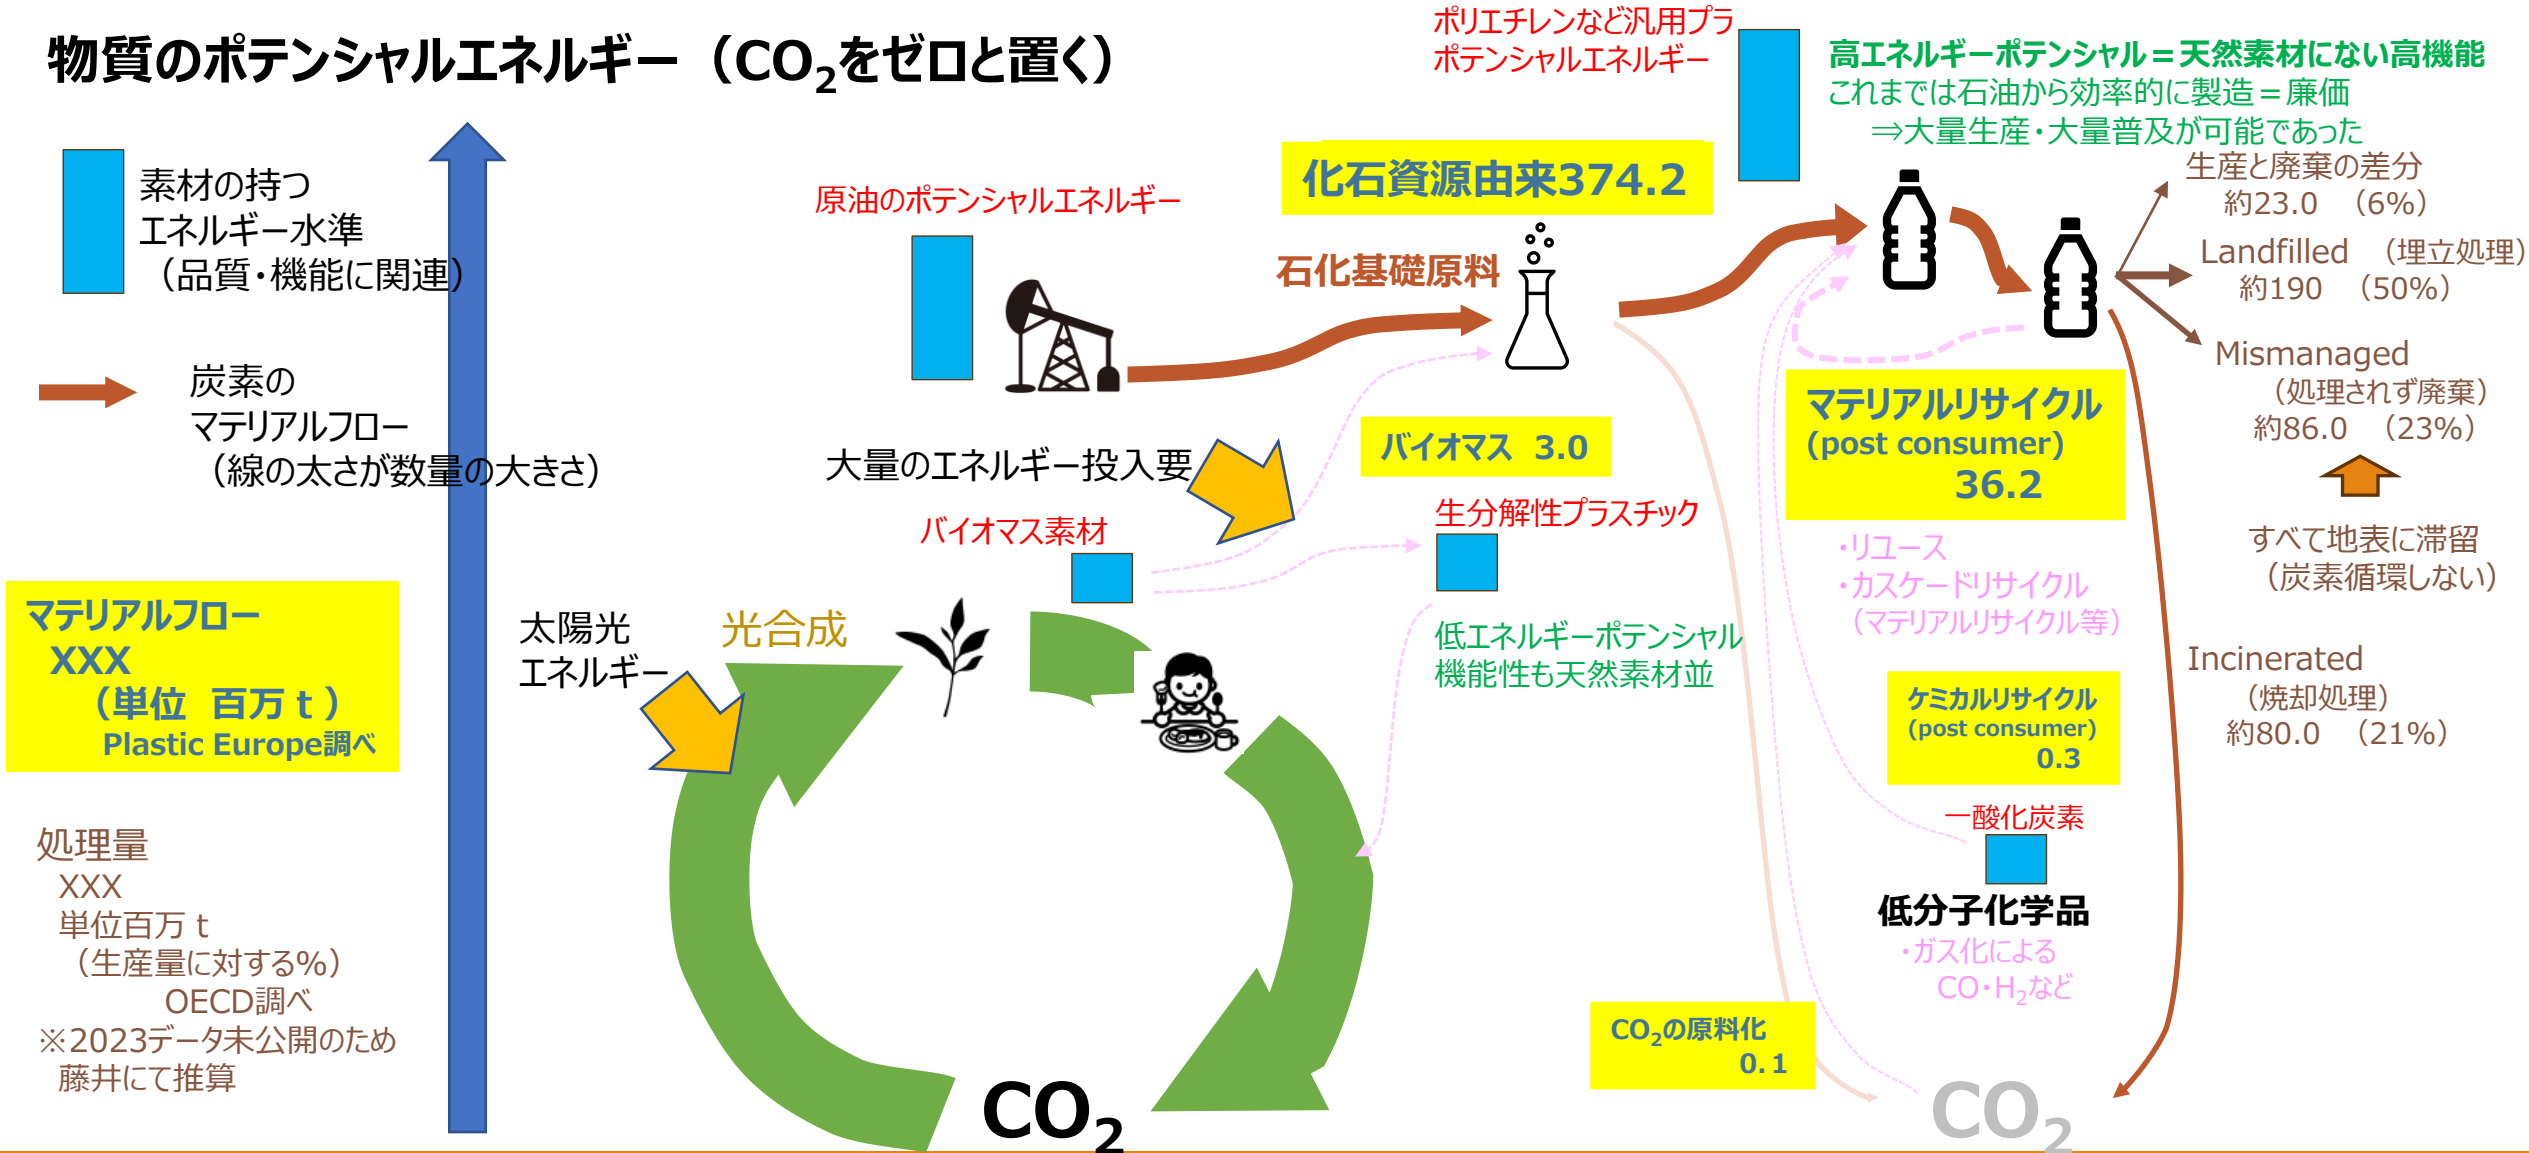 物質のポテンシャルエネルギー（CO2をゼロと置く）
素材の持つ
エネルギー水準
（品質・機能に関連）
炭素の
マテリアルフロー
（線の太さが数量の大きさ）
マテリアルフロー
XXX
（単位 百万ｔ）
Plastic Europe調べ
処理量
XXX
単位百万ｔ
（生産量に対する%）
OECD調べ
※2023データ未公開のため
藤井にて推算
原油のポテンシャルエネルギー
大量のエネルギー投入要
バイオマス素材
太陽光
エネルギー
光合成
CO2
化石資源由来374.2
石化基礎原料
バイオマス 3.0
生分解性プラスチック
低エネルギーポテンシャル
機能性も天然素材並
ポリエチレンなど汎用プラ
ポテンシャルエネルギー
高エネルギーポテンシャル＝天然素材にない高機能
これまでは石油から効率的に製造＝廉価
⇒大量生産・大量普及が可能であった
マテリアルリサイクル
(post consumer)
36.2
・リユース
・カスケードリサイクル
（マテリアルリサイクル等）
ケミカルリサイクル
(post consumer)
0.3
一酸化炭素
低分子化学品
・ガス化による
CO・H2など
CO2の原料化
0.1
CO2
生産と廃棄の差分
約23.0 （6%）
Landfilled （埋立処理）
約190 （50%）
Mismanaged
（処理されず廃棄）
約86.0 （23%）
すべて地表に滞留
（炭素循環しない）
Incinerated
（焼却処理）
約80.0 （21%）